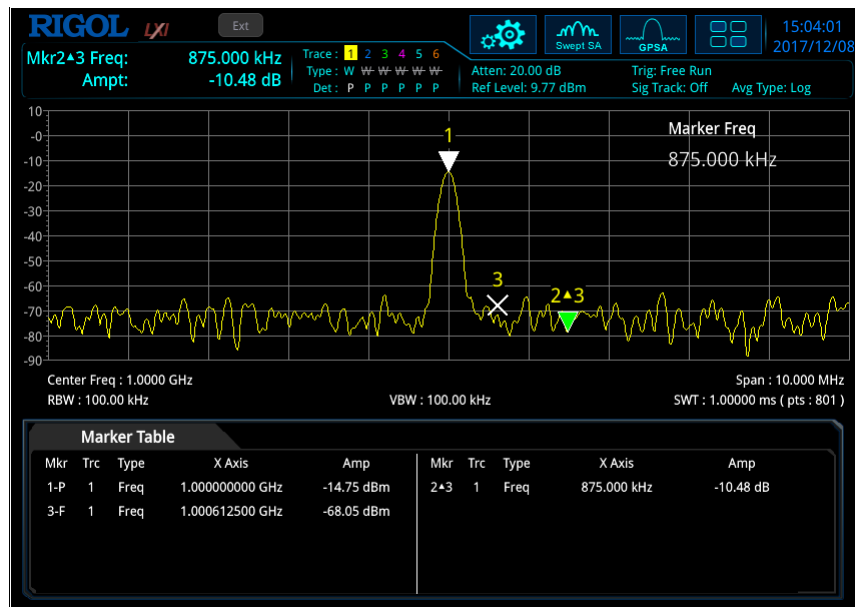 RIGOL LXI Ext Swept SA GPSA 15:04:01
2017/12/08
Mkr2▲3 Freq: 875.000 kHz
Ampt: -10.48 dB
Trace: 1 2 3 4 5 6
Type: W W W W W W
Det: P P P P P P
Atten: 20.00 dB Trig: Free Run
Ref Level: 9.77 dBm Sig Track: Off Avg Type: Log
Marker Freq
875.000 kHz
10
-0
-10
-20
-30
-40
-50
-60
-70
-80
-90
1
3
2▲3
Center Freq : 1.0000 GHz Span : 10.000 MHz
RBW : 100.00 kHz VBW : 100.00 kHz SWT : 1.00000 ms ( pts : 801 )
Marker Table
Mkr Trc Type X Axis Amp Mkr Trc Type X Axis Amp
1-P 1 Freq 1.000000000 GHz -14.75 dBm 2▲3 1 Freq 875.000 kHz -10.48 dB
3-F 1 Freq 1.000612500 GHz -68.05 dBm